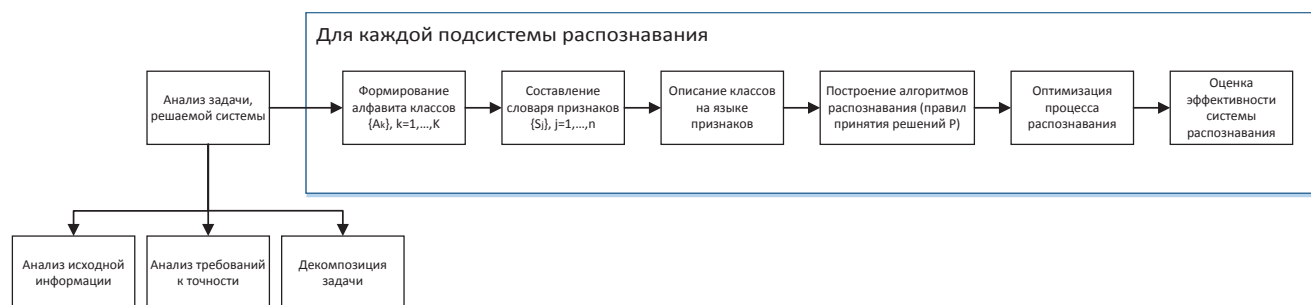 Для каждой подсистемы распознавания
Анализ задачи,
решаемой системы
Формирование
алфавита классов
{Ak}, k=1,...,K
Составление
словаря признаков
{Sj}, j=1,...,n
Описание классов
на языке
признаков
Построение алгоритмов
распознавания (правил
принятия решений P)
Оптимизация
процесса
распознавания
Оценка
эффективности
системы
распознавания
Анализ исходной
информации
Анализ требований
к точности
Декомпозиция
задачи